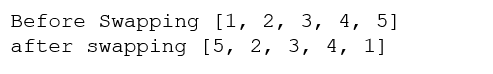 Before Swapping [1, 2, 3, 4, 5]
after swapping [5, 2, 3, 4, 1]